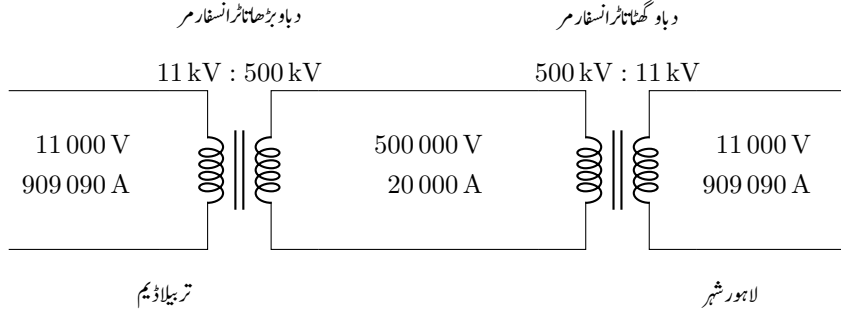 دباو بڑھاتا ٹرانسفارمر
دباو گھٹاتا ٹرانسفارمر
11 kV : 500 kV
500 kV : 11 kV
11 000 V
909 090 A
500 000 V
20 000 A
11 000 V
909 090 A
تربیلا ڈیم
لاہور شہر